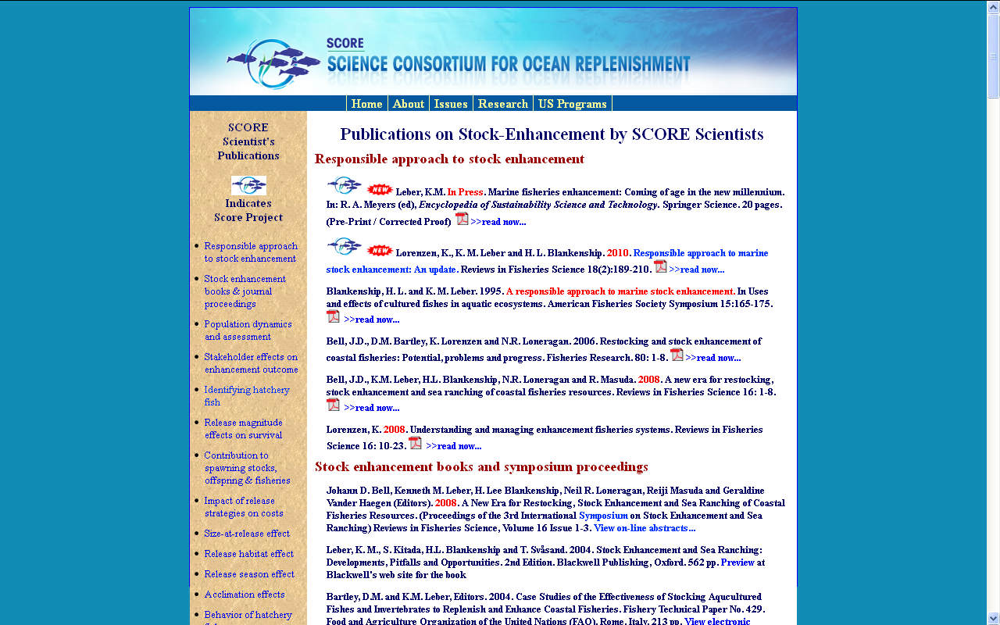 SCORE
SCIENCE CONSORTIUM FOR OCEAN REPLENISHMENT
Home About Issues Research US Programs
SCORE
Scientist's
Publications
Indicates
Score Project
Responsible approach
to stock enhancement
Stock enhancement
books & journal
proceedings
Population dynamics
and assessment
Stakeholder effects on
enhancement outcome
Identifying hatchery
fish
Release magnitude
effects on survival
Contribution to
spawning stocks,
offspring & fisheries
Impact of release
strategies on costs
Size-at-release effect
Release habitat effect
Release season effect
Acclimation effects
Behavior of hatchery
Publications on Stock-Enhancement by SCORE Scientists
Responsible approach to stock enhancement
NEW Leber, K.M. In Press. Marine fisheries enhancement: Coming of age in the new millennium.
In: R. A. Meyers (ed), Encyclopedia of Sustainability Science and Technology. Springer Science. 20 pages.
(Pre-Print / Corrected Proof) >>read now...
NEW Lorenzen, K., K. M. Leber and H. L. Blankenship. 2010. Responsible approach to marine
stock enhancement: An update. Reviews in Fisheries Science 18(2):189-210. >>read now...
Blankenship, H. L. and K. M. Leber. 1995. A responsible approach to marine stock enhancement. In Uses
and effects of cultured fishes in aquatic ecosystems. American Fisheries Society Symposium 15:165-175.
>>read now...
Bell, J.D., D.M. Bartley, K. Lorenzen and N.R. Loneragan. 2006. Restocking and stock enhancement of
coastal fisheries: Potential, problems and progress. Fisheries Research. 80: 1-8. >>read now...
Bell, J.D., K.M. Leber, H.L. Blankenship, N.R. Loneragan and R. Masuda. 2008. A new era for restocking,
stock enhancement and sea ranching of coastal fisheries resources. Reviews in Fisheries Science 16: 1-8.
>>read now...
Lorenzen, K. 2008. Understanding and managing enhancement fisheries systems. Reviews in Fisheries
Science 16: 10-23. >>read now...
Stock enhancement books and symposium proceedings
Johann D. Bell, Kenneth M. Leber, H. Lee Blankenship, Neil R. Loneragan, Reiji Masuda and Geraldine
Vander Haegen (Editors). 2008. A New Era for Restocking, Stock Enhancement and Sea Ranching of Coastal
Fisheries Resources. (Proceedings of the 3rd International Symposium on Stock Enhancement and Sea
Ranching) Reviews in Fisheries Science, Volume 16 Issue 1-3. View on-line abstracts...
Leber, K. M., S. Kitada, H.L. Blankenship and T. Svåsand. 2004. Stock Enhancement and Sea Ranching:
Developments, Pitfalls and Opportunities. 2nd Edition. Blackwell Publishing, Oxford. 562 pp. Preview at
Blackwell's web site for the book
Bartley, D.M. and K.M. Leber, Editors. 2004. Case Studies of the Effectiveness of Stocking Aqucultured
Fishes and Invertebrates to Replenish and Enhance Coastal Fisheries. Fishery Technical Paper No. 429.
Food and Agriculture Organization of the United Nations (FAO). Rome, Italy. 213 pp. View electronic